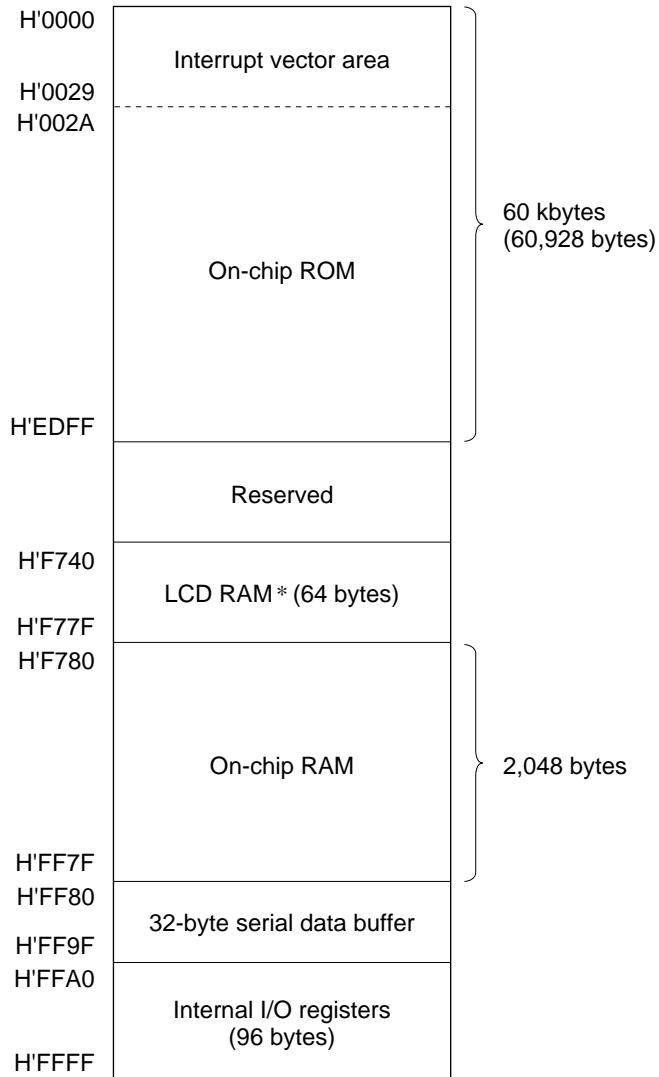 H'0000
Interrupt vector area
H'0029
H'002A
60 kbytes
(60,928 bytes)
On-chip ROM
H'EDFF
Reserved
H'F740
LCD RAM* (64 bytes)
H'F77F
H'F780
On-chip RAM
2,048 bytes
H'FF7F
H'FF80
32-byte serial data buffer
H'FF9F
H'FFA0
Internal I/O registers
(96 bytes)
H'FFFF